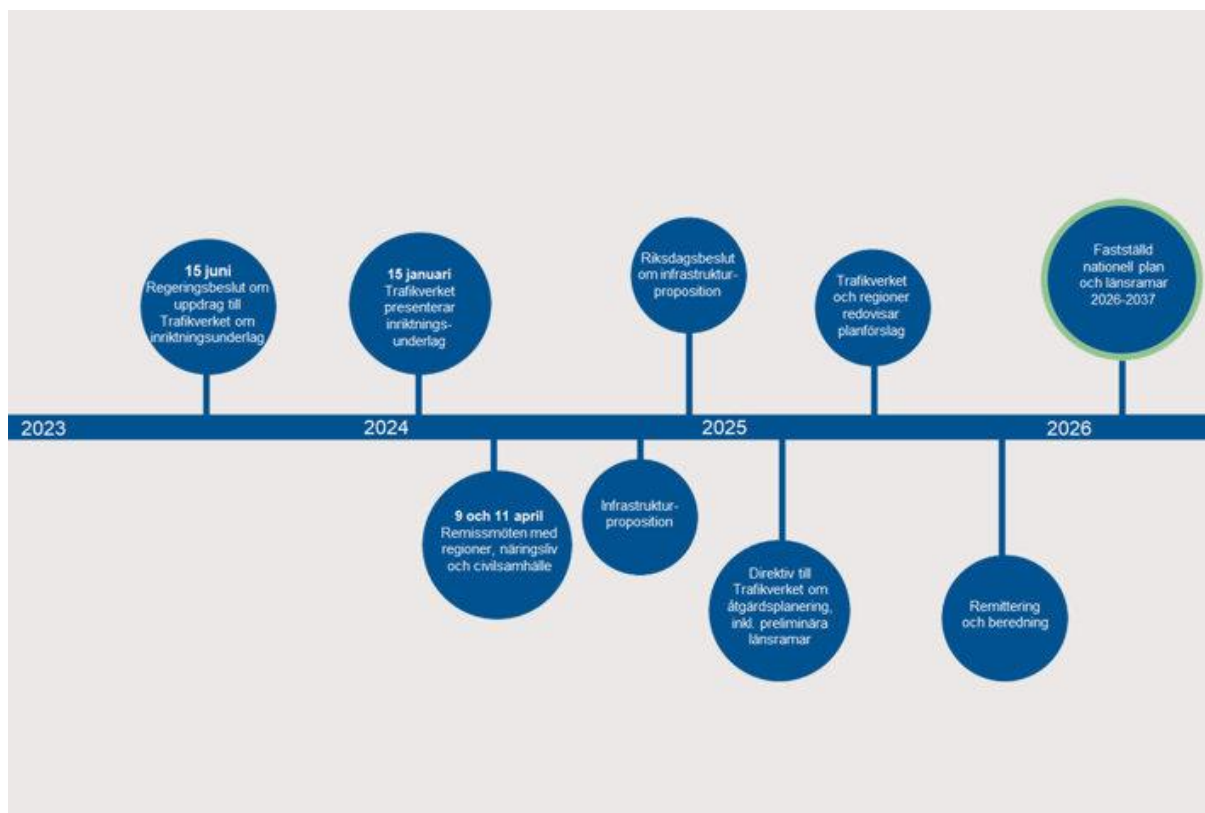 15 juni
Regeringsbeslut om
uppdrag till
Trafikverket om
inriktningsunderlag
15 januari
Trafikverket
presenterar
inriktnings-
underlag
Riksdagsbeslut
om infrastruktur-
proposition
Trafikverket
och regioner
redovisar
planförslag
Fastställd
nationell plan
och länsramar
2026-2037
2023
2024
2025
2026
9 och 11 april
Remissmöten med
regioner, näringsliv
och civilsamhälle
Infrastruktur-
proposition
Direktiv till
Trafikverket om
åtgärdsplanering,
inkl. preliminära
länsramar
Remittering
och beredning